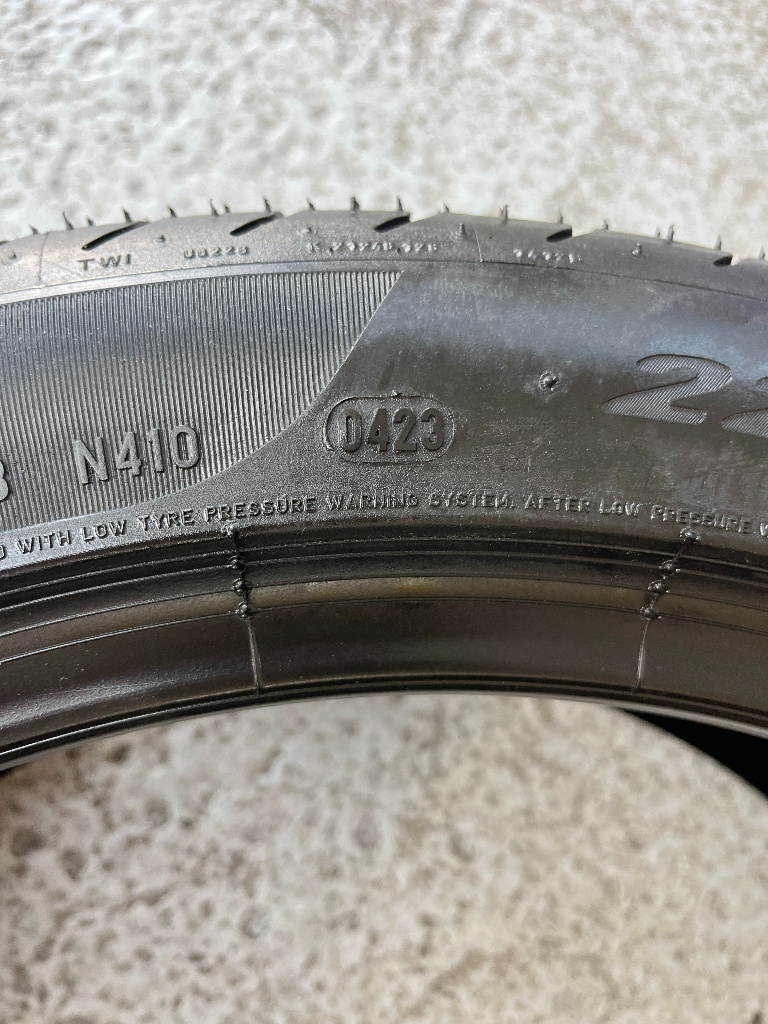 TWI
N410
0423
WITH LOW TYRE PRESSURE WARNING SYSTEM. AFTER LOW PRESSURE